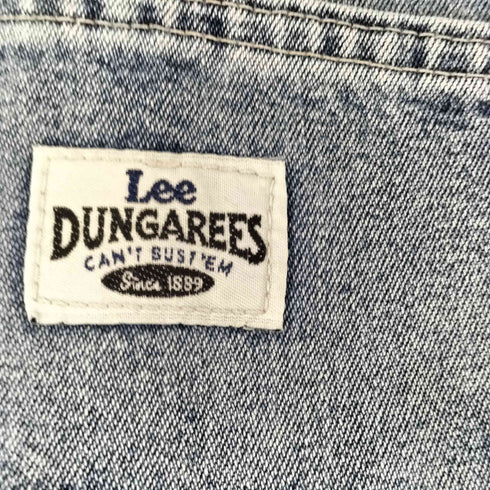 Lee
DUNGAREES
CAN'T BUST'EM
Since 1889